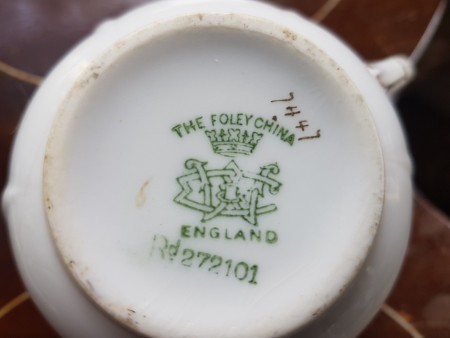 THE FOLEY CHINA
ENGLAND
Rd 272101
7447